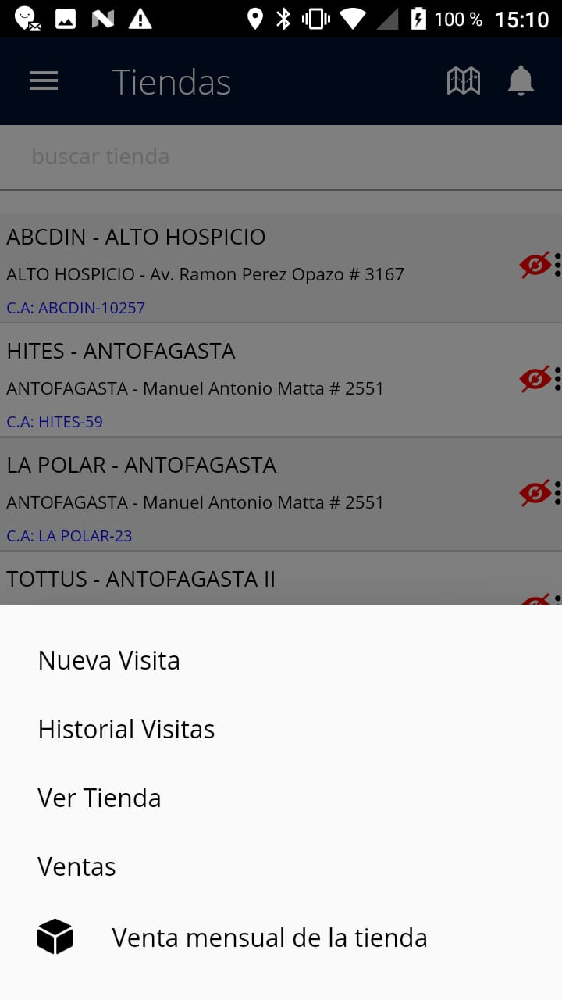 100 % 15:10
Tiendas
buscar tienda
ABCDIN - ALTO HOSPICIO
ALTO HOSPICIO - Av. Ramon Perez Opazo # 3167
C.A: ABCDIN-10257
HITES - ANTOFAGASTA
ANTOFAGASTA - Manuel Antonio Matta # 2551
C.A: HITES-59
LA POLAR - ANTOFAGASTA
ANTOFAGASTA - Manuel Antonio Matta # 2551
C.A: LA POLAR-23
TOTTUS - ANTOFAGASTA II
Nueva Visita
Historial Visitas
Ver Tienda
Ventas
Venta mensual de la tienda